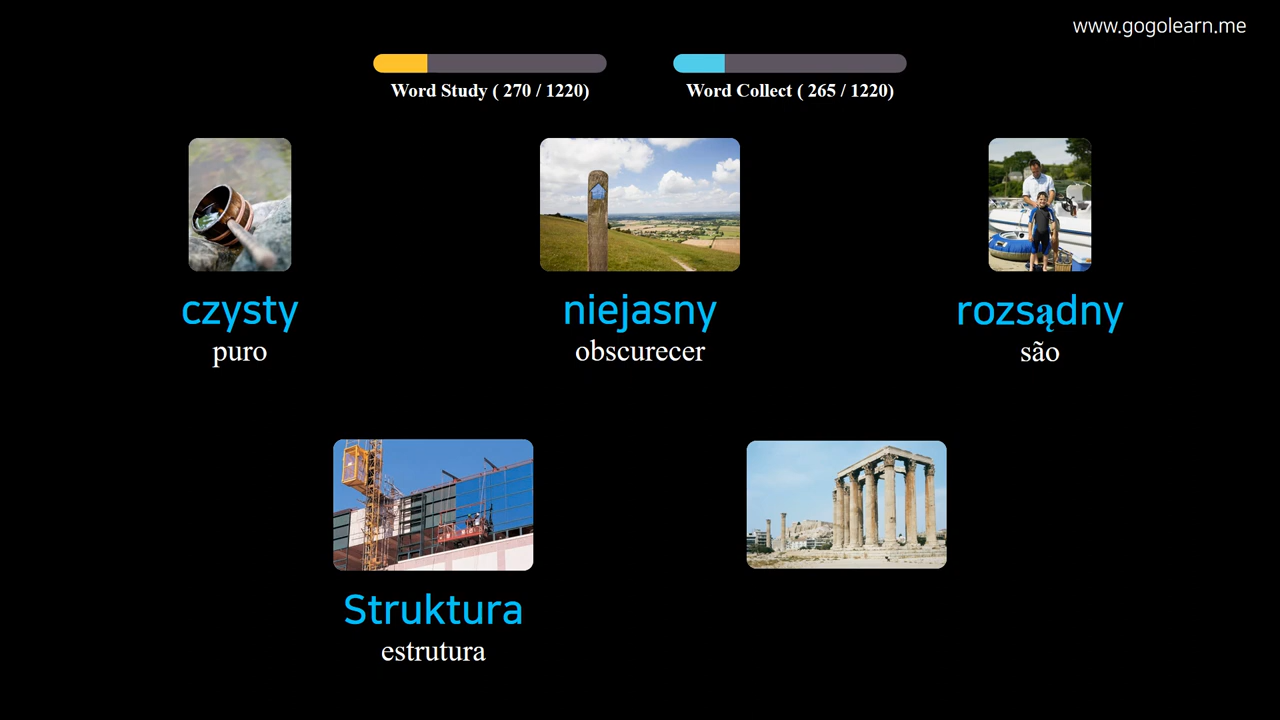 www.gogolearn.me
Word Study ( 270 / 1220)
Word Collect ( 265 / 1220)
czysty
puro
niejasny
obscurecer
rozsądny
são
Struktura
estrutura